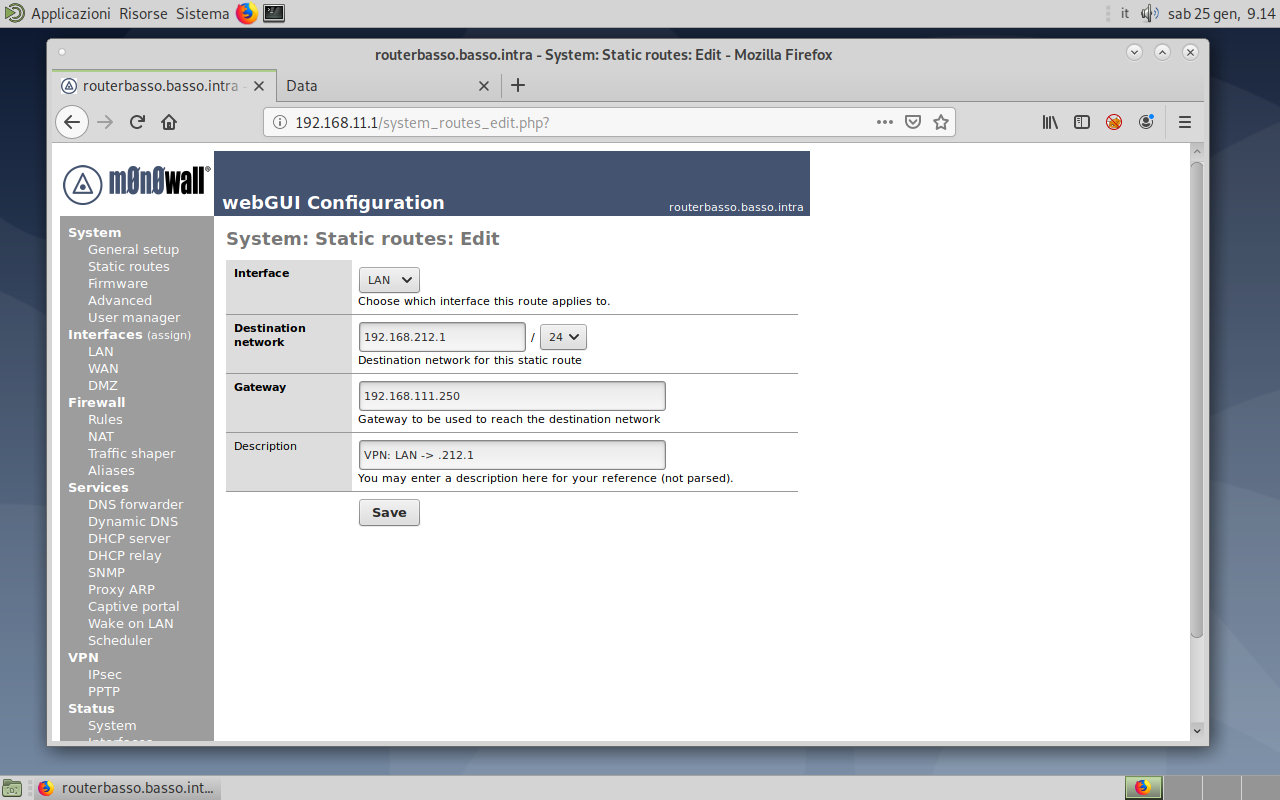 Applicazioni Risorse Sistema it sab 25 gen, 9.14
routerbasso.basso.intra - System: Static routes: Edit - Mozilla Firefox
routerbasso.basso.intra - Data
192.168.11.1/system_routes_edit.php?
m0n0wall®
webGUI Configuration routerbasso.basso.intra
System
General setup
Static routes
Firmware
Advanced
User manager
Interfaces (assign)
LAN
WAN
DMZ
Firewall
Rules
NAT
Traffic shaper
Aliases
Services
DNS forwarder
Dynamic DNS
DHCP server
DHCP relay
SNMP
Proxy ARP
Captive portal
Wake on LAN
Scheduler
VPN
IPsec
PPTP
Status
System
Interfaces
System: Static routes: Edit
Interface
LAN
Choose which interface this route applies to.
Destination
network
192.168.212.1 / 24
Destination network for this static route
Gateway
192.168.111.250
Gateway to be used to reach the destination network
Description
VPN: LAN -> .212.1
You may enter a description here for your reference (not parsed).
Save
routerbasso.basso.int...